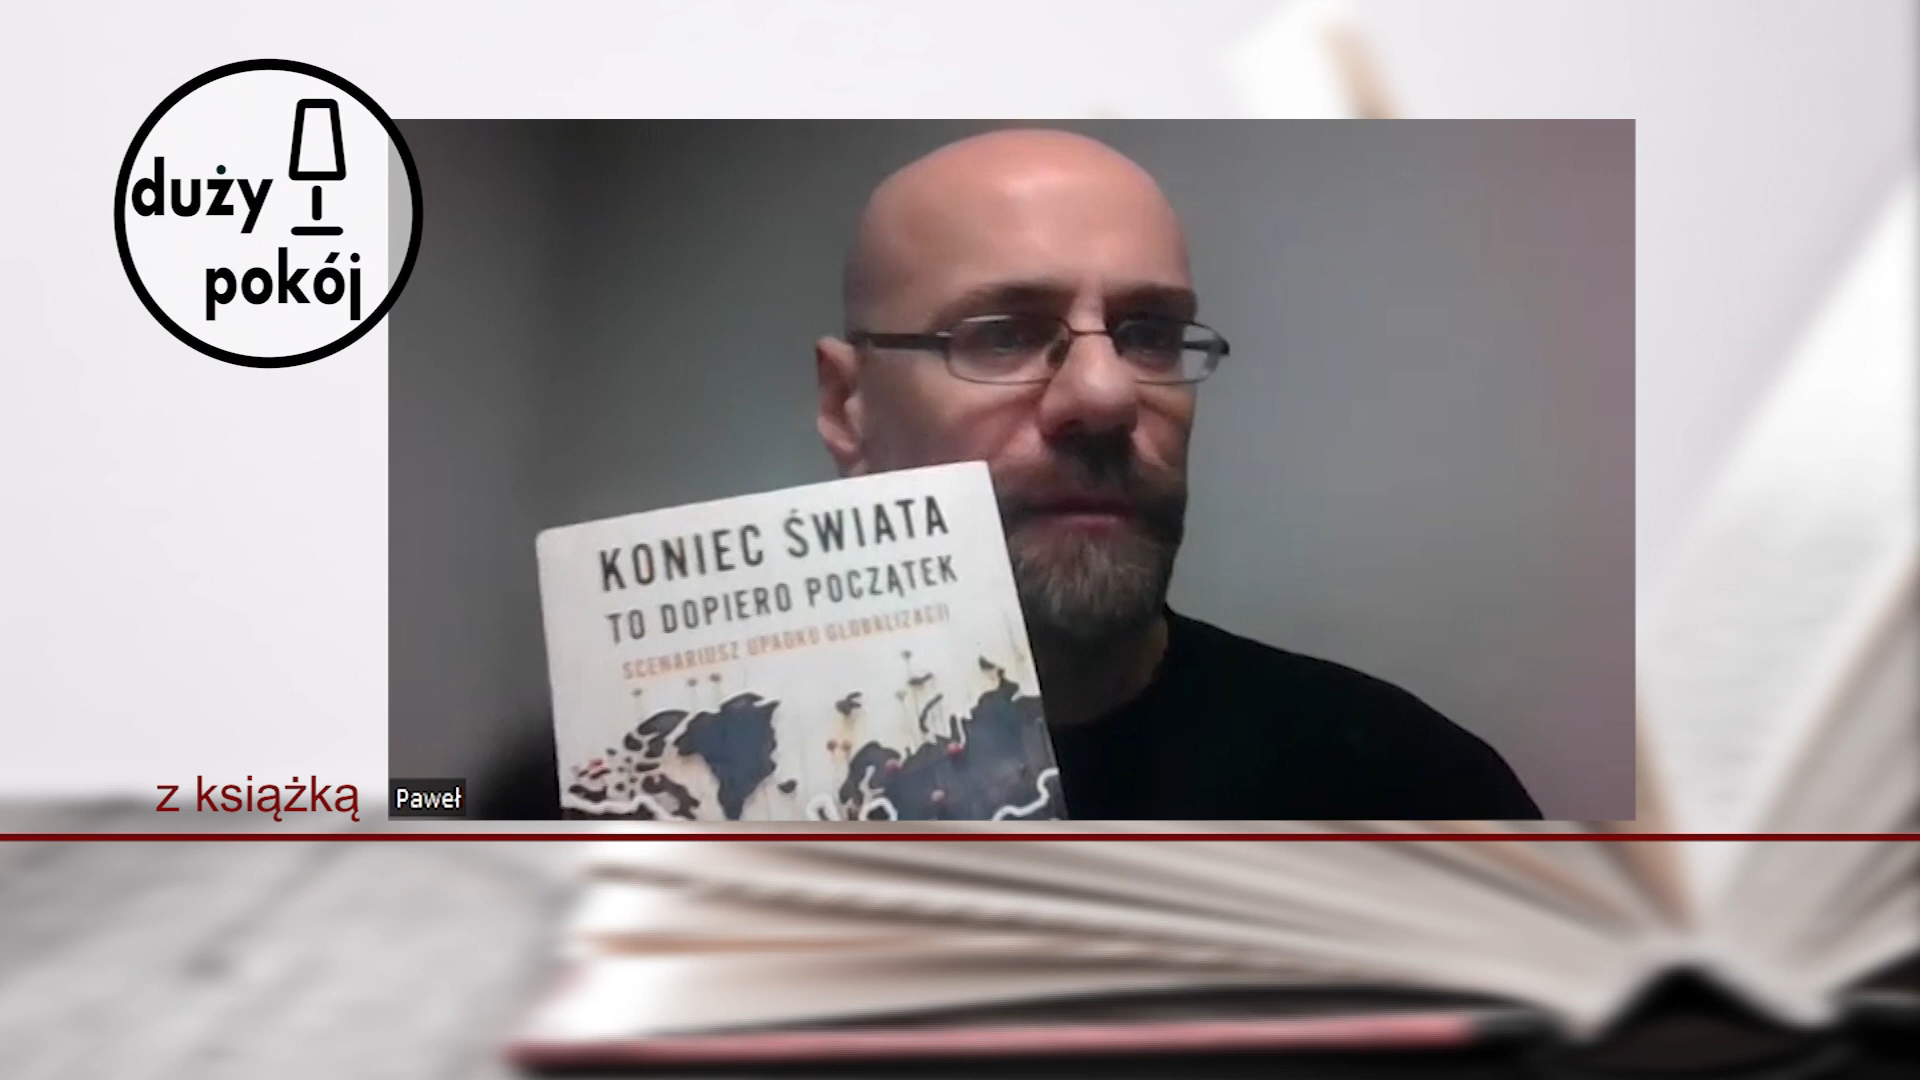 duży
pokój
KONIEC ŚWIATA
TO DOPIERO POCZĄTEK
SCENARIUSZ UPADKU GLOBALIZACJI
z książką
Paweł